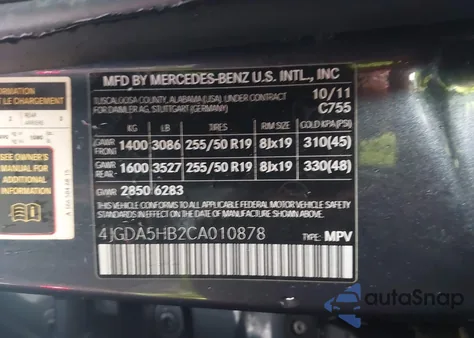 FORMATION
LE CHARGEMENT
SEE OWNER'S
MANUAL FOR
ADDITIONAL
INFORMATION
MFD BY MERCEDES-BENZ U.S. INTL., INC
TUSCALOOSA COUNTY, ALABAMA (USA) UNDER CONTRACT 10/11
FOR DAIMLER AG, STUTTGART (GERMANY) C755
KG LB TIRES RIM SIZE COLD KPA (PSI)
GAWR FRONT 1400 3086 255/50 R19 8Jx19 310(45)
GAWR REAR 1600 3527 255/50 R19 8Jx19 330(48)
GVWR 2850 6283
THIS VEHICLE CONFORMS TO ALL APPLICABLE FEDERAL MOTOR VEHICLE SAFETY
STANDARDS IN EFFECT ON THE DATE OF MANUFACTURE SHOWN ABOVE.
4JGDA5HB2CA010878 TYPE: MPV
autoSnap